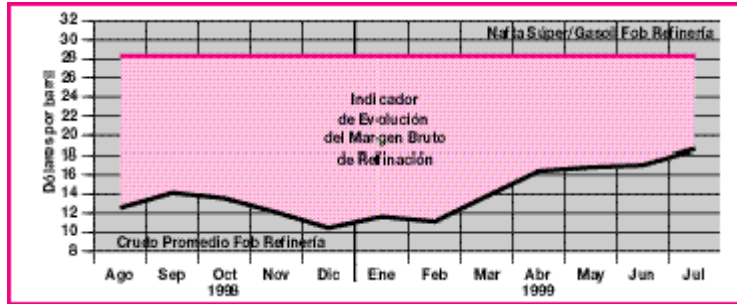 Dólares por barril
32
30
28
26
24
22
20
18
16
14
12
10
8
Nafta Súper/Gasoil Fob Refinería
Indicador
de Evolución
del Mar-gen Bruto
de Refinación
Crudo Promedio Fob Refinería
Ago Sep Oct Nov Dic Ene Feb Mar Abr May Jun Jul
1998 1999